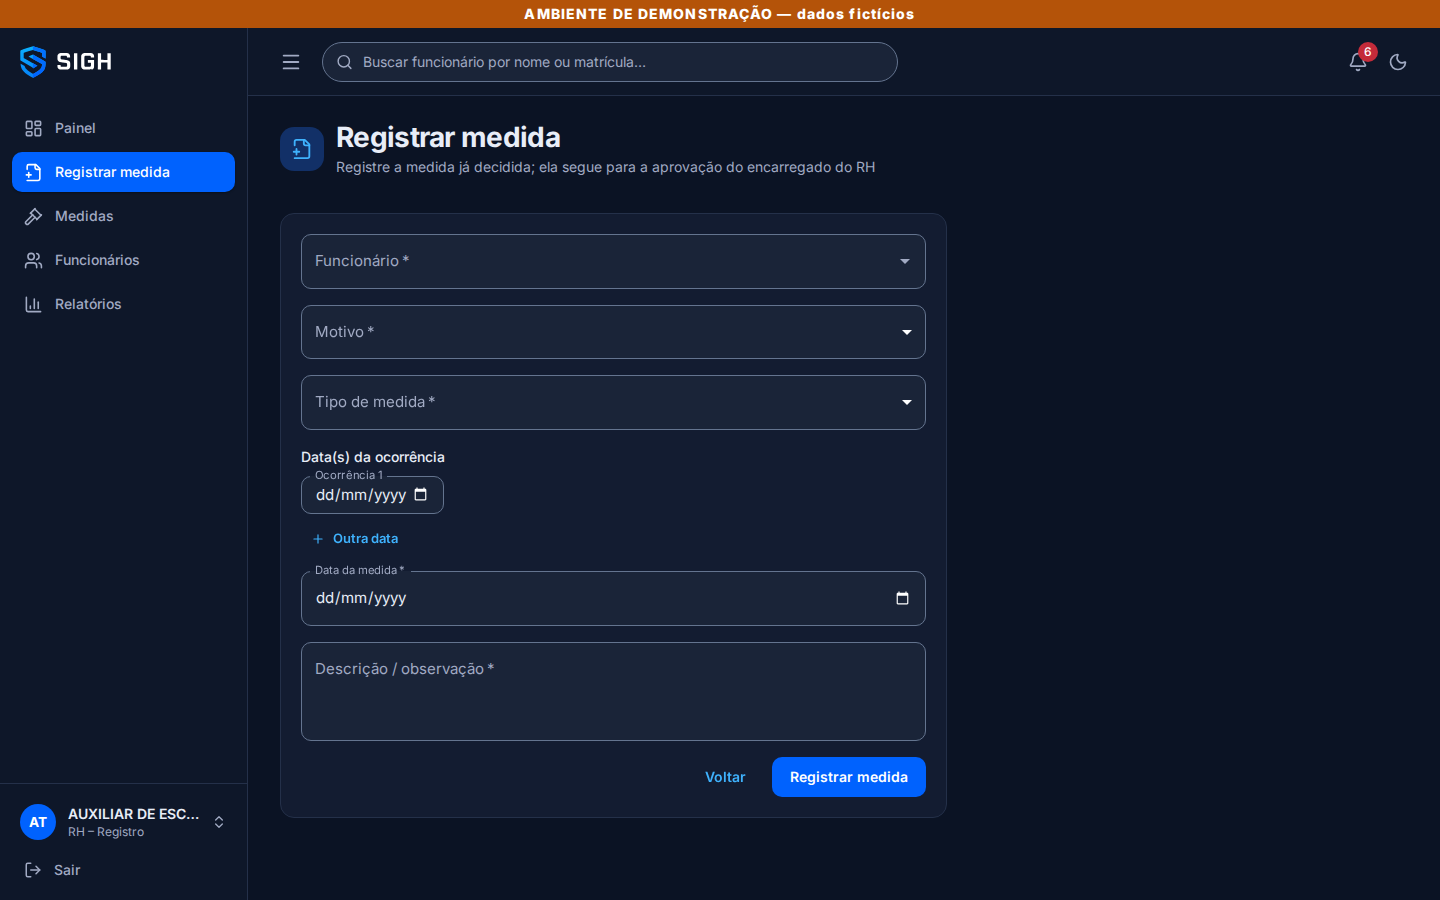 AMBIENTE DE DEMONSTRAÇÃO — dados fictícios
SIGH
Buscar funcionário por nome ou matrícula...
6
Painel
Registrar medida
Medidas
Funcionários
Relatórios
Registrar medida
Registre a medida já decidida; ela segue para a aprovação do encarregado do RH
Funcionário *
Motivo *
Tipo de medida *
Data(s) da ocorrência
Ocorrência 1
dd/mm/yyyy
Outra data
Data da medida *
dd/mm/yyyy
Descrição / observação *
Voltar
Registrar medida
AT
AUXILIAR DE ESC...
RH – Registro
Sair